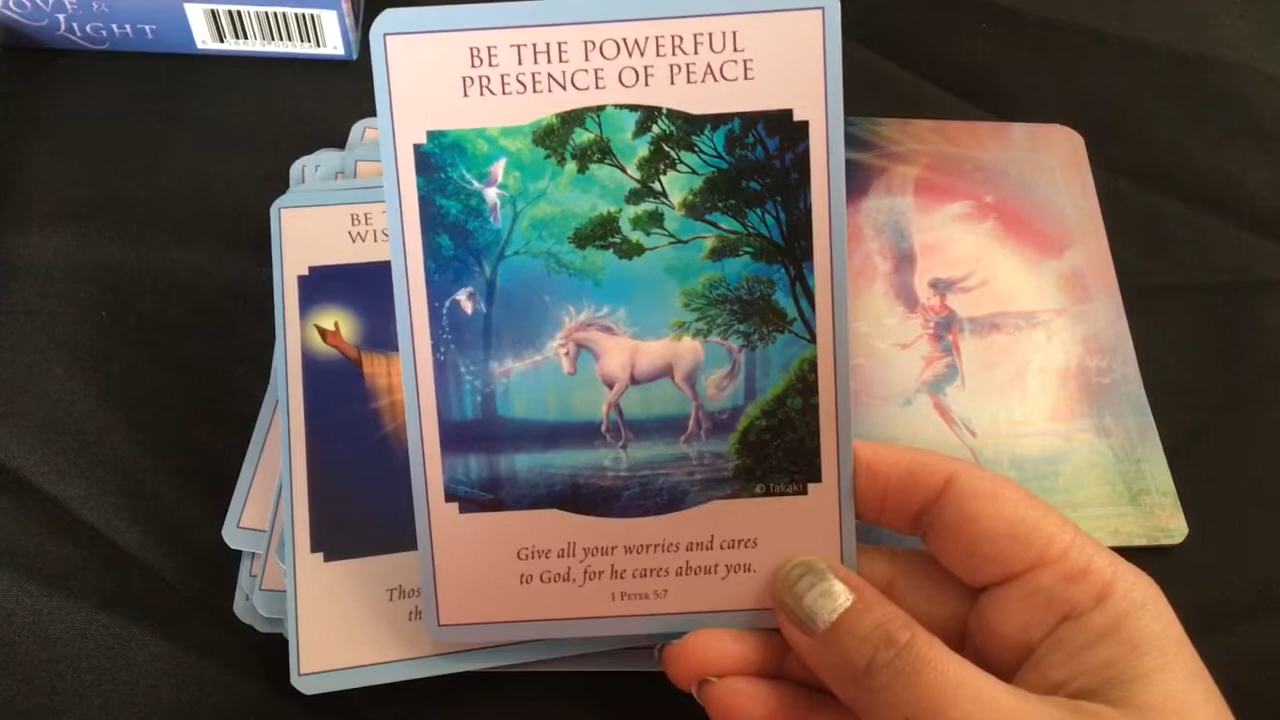 LOVE &
LIGHT
BE THE POWERFUL
PRESENCE OF PEACE
© Takaki
Give all your worries and cares
to God, for he cares about you.
1 PETER 5:7
BE
WIS
Thos
th